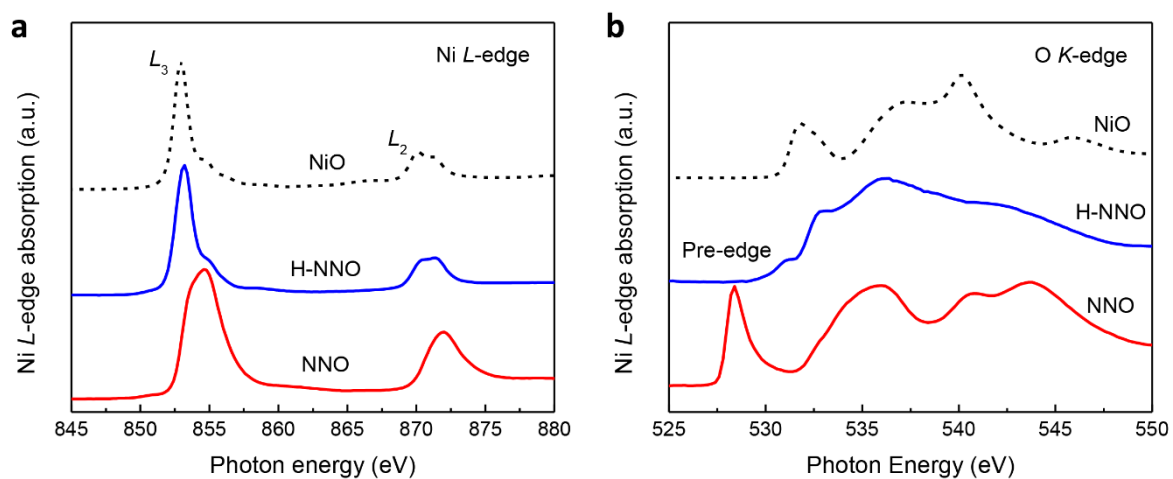 a
Ni L-edge absorption (a.u.)
L3
Ni L-edge
L2
NiO
H-NNO
NNO
845 850 855 860 865 870 875 880
Photon energy (eV)
b
Ni L-edge absorption (a.u.)
O K-edge
NiO
H-NNO
Pre-edge
NNO
525 530 535 540 545 550
Photon Energy (eV)